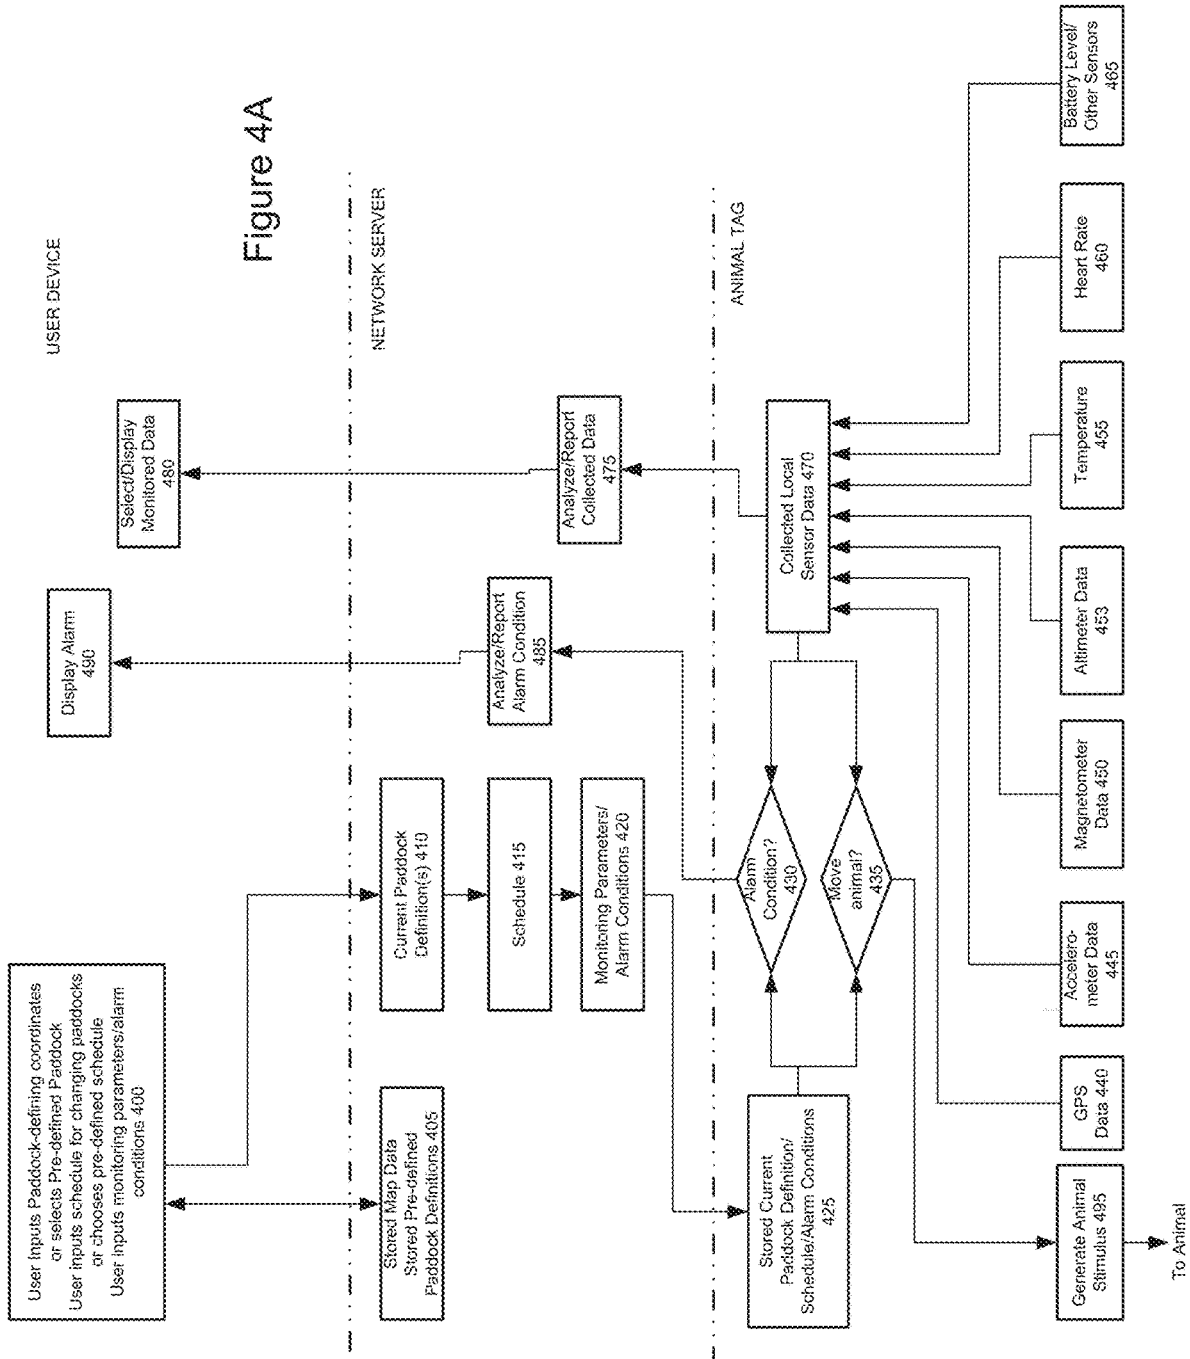 Figure 4A
USER DEVICE
User Inputs Paddock-defining coordinates
or selects Pre-defined Paddock
User inputs schedule for changing paddocks
or chooses pre-defined schedule
User Inputs monitoring parameters/alarm
conditions 400
Display Alarm
490
Select/Display
Monitored Data
480
NETWORK SERVER
Stored Map Data
Stored Pre-defined
Paddock Definitions 405
Current Paddock
Definition(s) 410
Schedule 415
Monitoring Parameters/
Alarm Conditions 420
Analyze/Report
Alarm Condition
485
Analyze/Report
Collected Data
475
ANIMAL TAG
Stored Current
Paddock Definition/
Schedule/Alarm Conditions
425
Alarm
Condition?
430
Move
animal?
435
Collected Local
Sensor Data 470
Generate Animal
Stimulus 495
To Animal
GPS
Data 440
Accelero-
meter Data
445
Magnetometer
Data 450
Altimeter Data
453
Temperature
455
Heart Rate
460
Battery Level/
Other Sensors
465